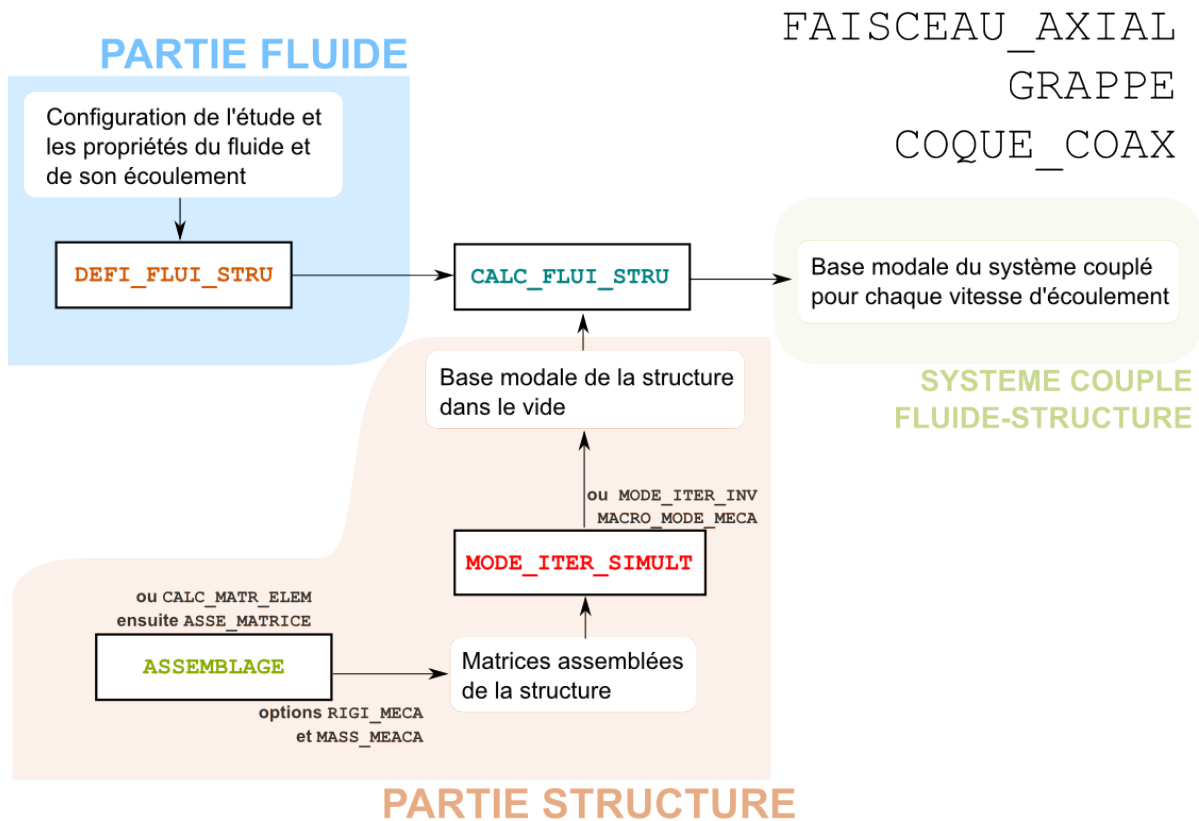 FAISCEAU_AXIAL
GRAPPE
COQUE_COAX
PARTIE FLUIDE
Configuration de l'étude et
les propriétés du fluide et
de son écoulement
DEFI_FLUI_STRU
CALC_FLUI_STRU
Base modale du système couplé
pour chaque vitesse d'écoulement
SYSTEME COUPLE
FLUIDE-STRUCTURE
Base modale de la structure
dans le vide
ou MODE_ITER_INV
MACRO_MODE_MECA
MODE_ITER_SIMULT
ou CALC_MATR_ELEM
ensuite ASSE_MATRICE
ASSEMBLAGE
Matrices assemblées
de la structure
options RIGI_MECA
et MASS_MEACA
PARTIE STRUCTURE